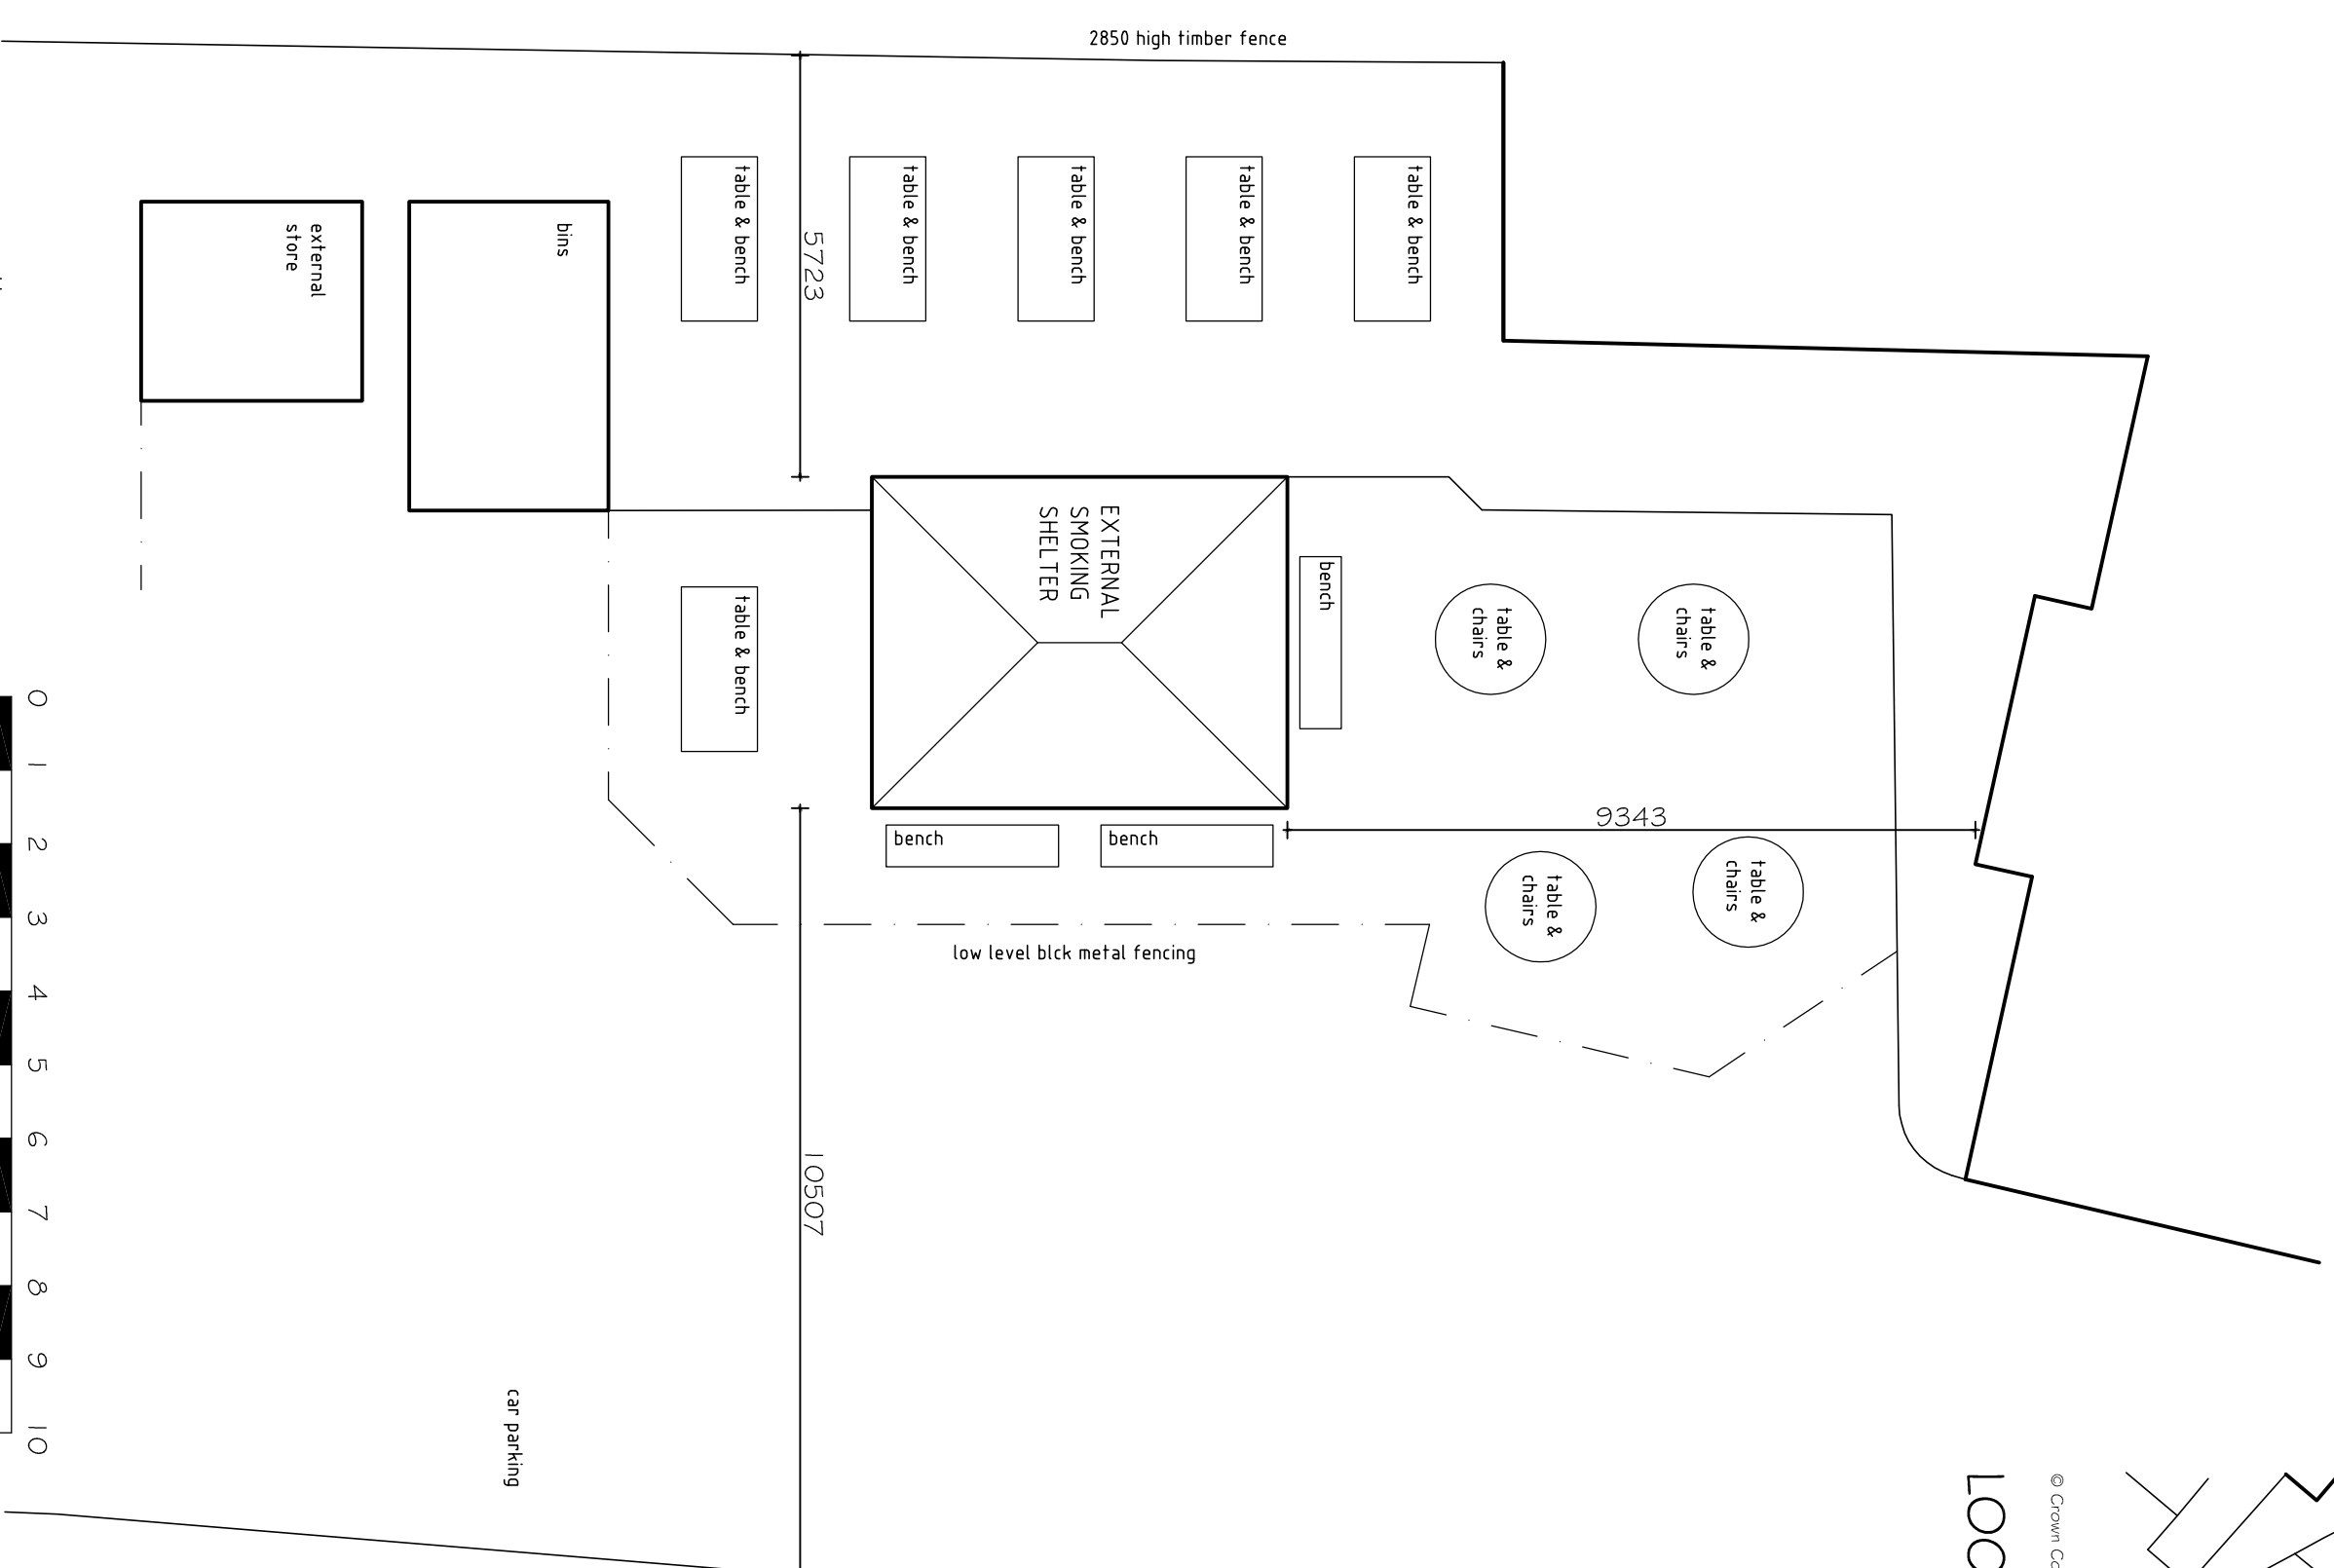 2850 high timber fence
table & bench
table & bench
table & bench
table & bench
table & bench
external
store
bins
5723
EXTERNAL
SMOKING
SHELTER
bench
table &
chairs
table &
chairs
table & bench
9343
bench
bench
table &
chairs
table &
chairs
low level blck metal fencing
10507
0
1
2
3
4
5
6
7
8
9
10
car parking
© Crown